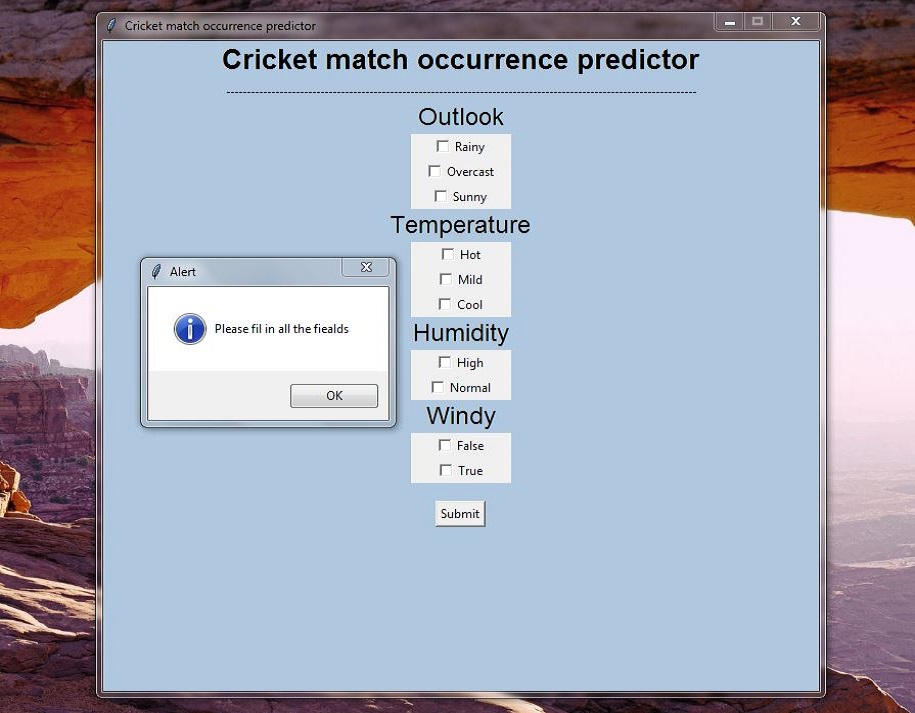 Cricket match occurrence predictor
Cricket match occurrence predictor
Outlook
Rainy
Overcast
Sunny
Temperature
Hot
Mild
Cool
Alert
Please fil in all the fiealds
OK
Humidity
High
Normal
Windy
False
True
Submit